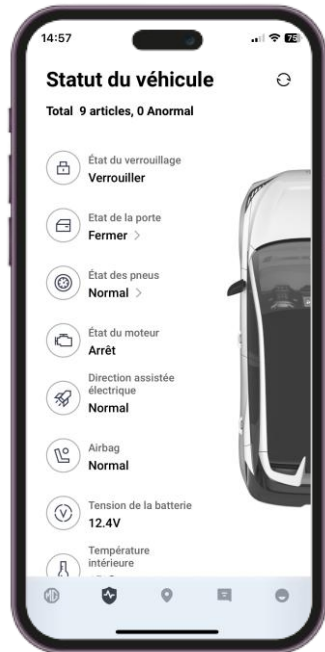 14:57
75
Statut du véhicule
Total 9 articles, 0 Anormal
État du verrouillage
Verrouiller
Etat de la porte
Fermer >
État des pneus
Normal >
État du moteur
Arrêt
Direction assistée
électrique
Normal
Airbag
Normal
Tension de la batterie
12.4V
Température
intérieure
MG